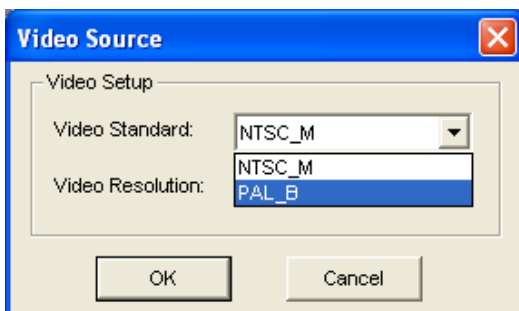 Video Source
Video Setup
Video Standard: NTSC_M
NTSC_M
Video Resolution: PAL_B
OK Cancel